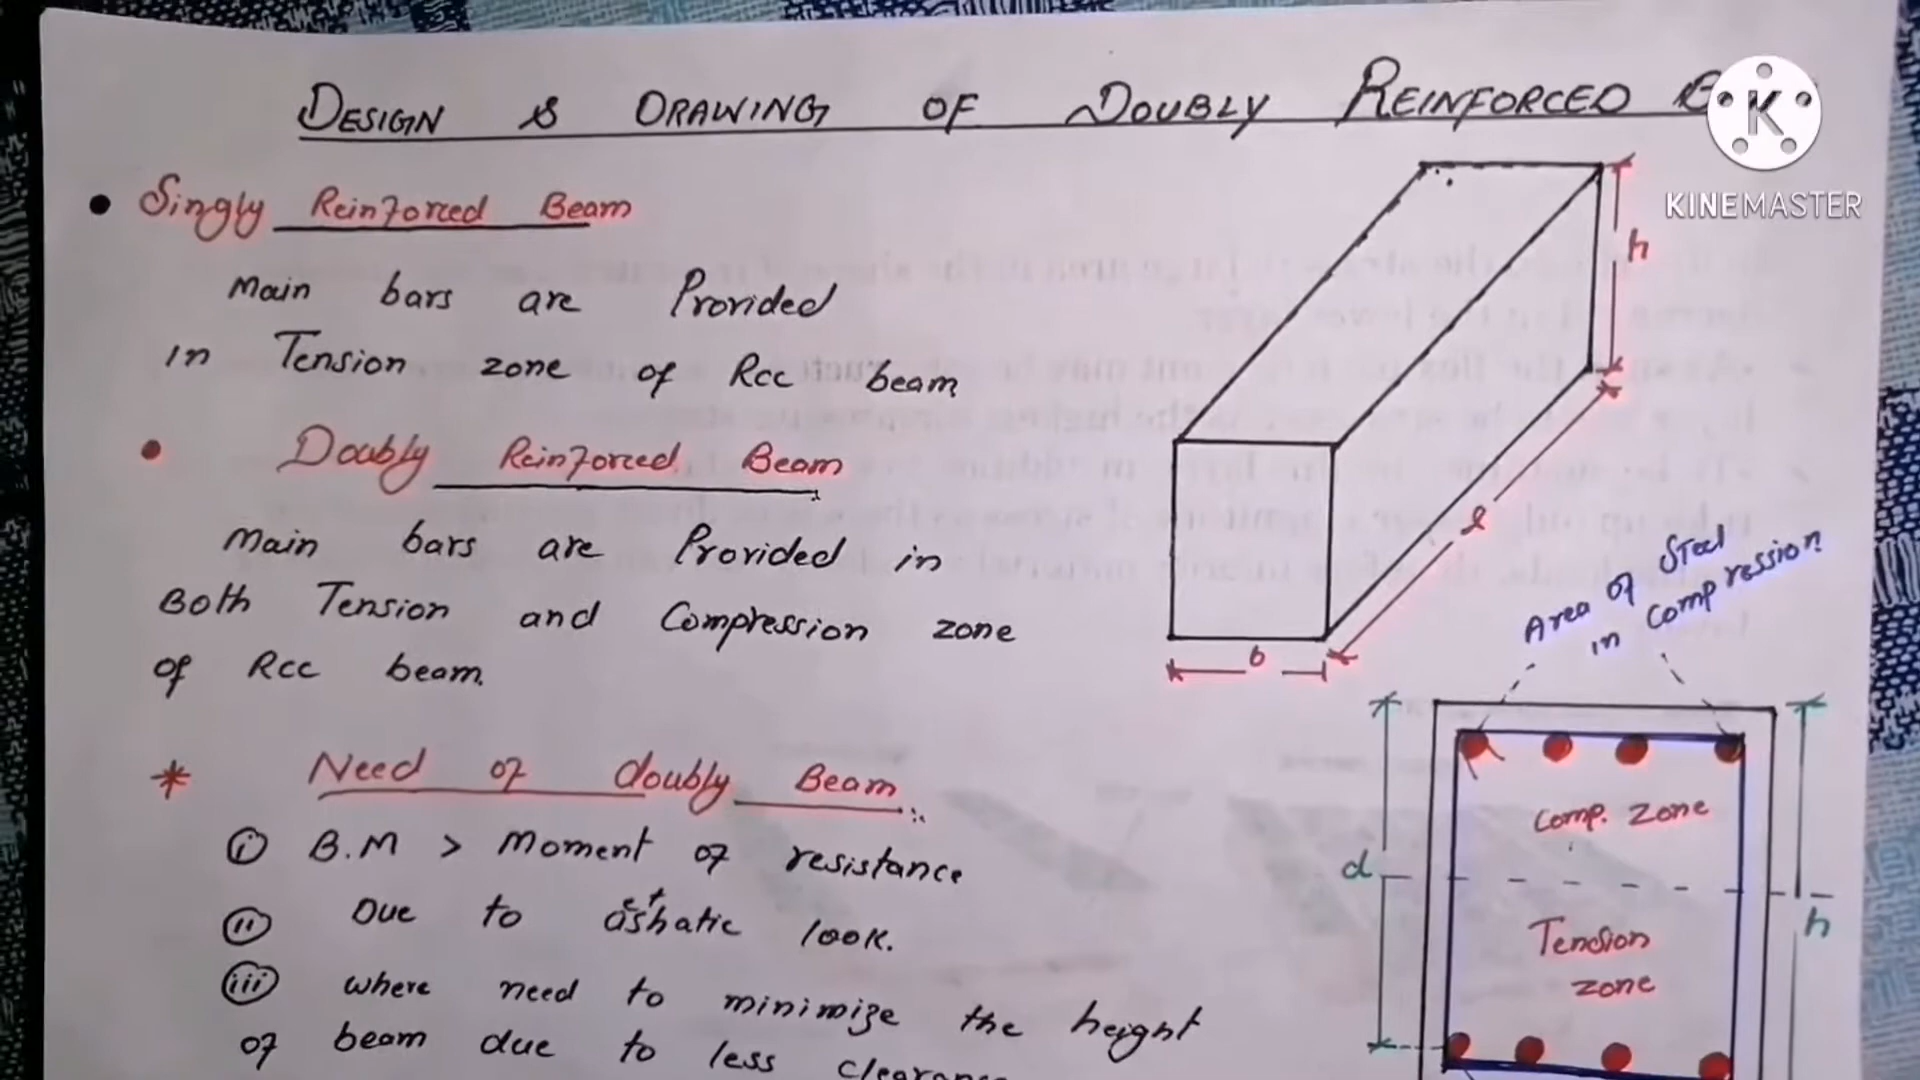 DESIGN & DRAWING OF DOUBLY REINFORCED
KINEMASTER
• Singly Reinforced Beam
Main bars are Provided
in Tension zone of Rcc beam
• Doubly Reinforced Beam
Main bars are Provided in
Both Tension and Compression zone
of Rcc beam.
* Need of doubly Beam
(i) B.M > Moment of resistance
(ii) Due to look.
(iii) where need to minimize the height
of beam due to less
h
l
b
Area of Steel
in Compression
Comp. zone
d
h
Tension
zone